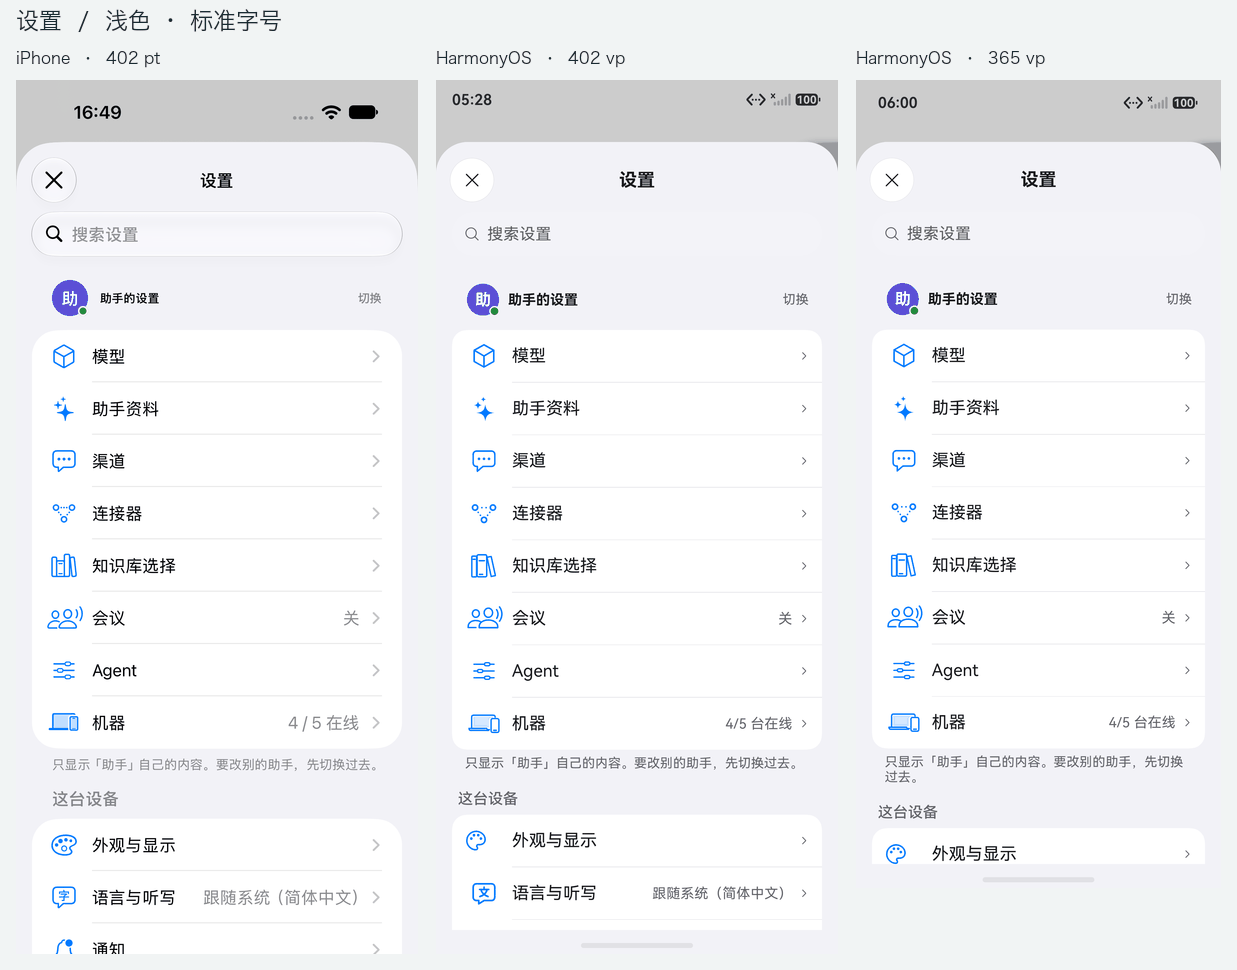 设置 / 浅色 · 标准字号
iPhone · 402 pt
16:49
设置
搜索设置
助
助手的设置
切换
模型
助手资料
渠道
连接器
知识库选择
会议
关
Agent
机器
4 / 5 在线
只显示「助手」自己的内容。要改别的助手，先切换过去。
这台设备
外观与显示
字
语言与听写
跟随系统（简体中文）
通知
HarmonyOS · 402 vp
05:28
100
设置
搜索设置
助
助手的设置
切换
模型
助手资料
渠道
连接器
知识库选择
会议
关
Agent
机器
4/5 台在线
只显示「助手」自己的内容。要改别的助手，先切换过去。
这台设备
外观与显示
文
语言与听写
跟随系统（简体中文）
HarmonyOS · 365 vp
06:00
100
设置
搜索设置
助
助手的设置
切换
模型
助手资料
渠道
连接器
知识库选择
会议
关
Agent
机器
4/5 台在线
只显示「助手」自己的内容。要改别的助手，先切换
过去。
这台设备
外观与显示